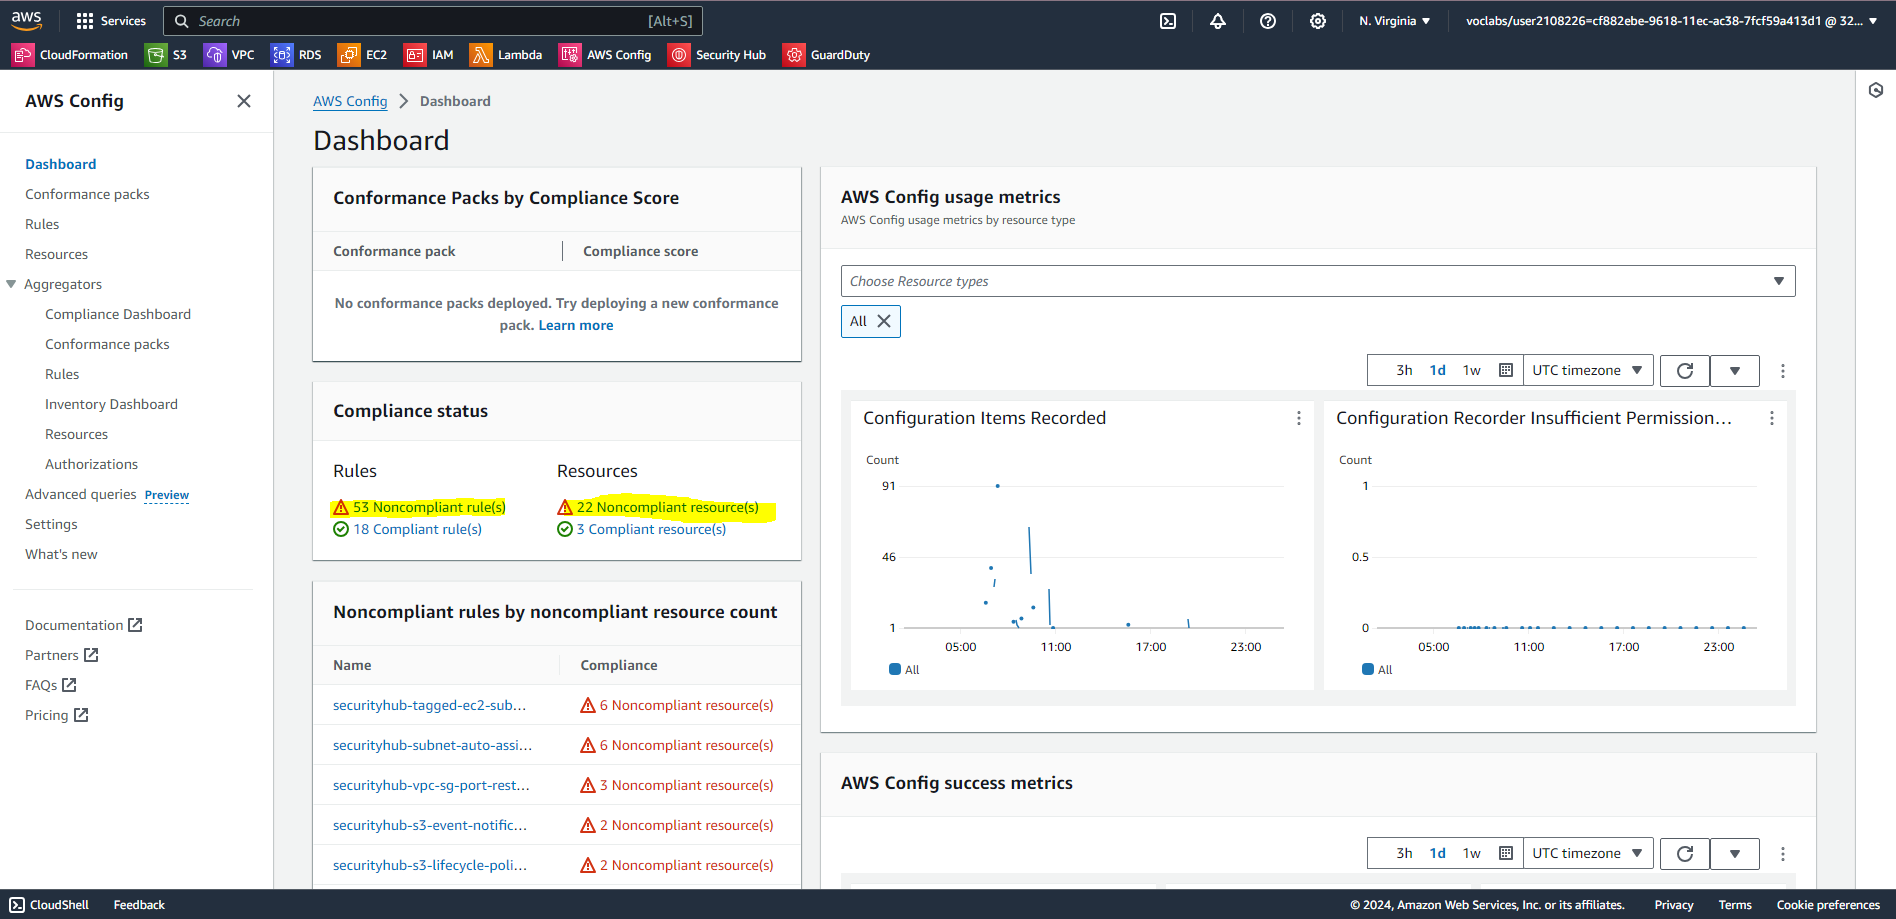 aws
Services
Search
[Alt+S]
N. Virginia
voclabs/user2108226=cf882ebe-9618-11ec-ac38-7fcf59a413d1 @ 32...
CloudFormation
S3
VPC
RDS
EC2
IAM
Lambda
AWS Config
Security Hub
GuardDuty
AWS Config
Dashboard
Conformance packs
Rules
Resources
Aggregators
Compliance Dashboard
Conformance packs
Rules
Inventory Dashboard
Resources
Authorizations
Advanced queries Preview
Settings
What's new
Documentation
Partners
FAQs
Pricing
AWS Config
Dashboard
Dashboard
Conformance Packs by Compliance Score
Conformance pack
Compliance score
No conformance packs deployed. Try deploying a new conformance
pack. Learn more
Compliance status
Rules
53 Noncompliant rule(s)
18 Compliant rule(s)
Resources
22 Noncompliant resource(s)
3 Compliant resource(s)
Noncompliant rules by noncompliant resource count
Name
Compliance
securityhub-tagged-ec2-sub...
6 Noncompliant resource(s)
securityhub-subnet-auto-assi...
6 Noncompliant resource(s)
securityhub-vpc-sg-port-rest...
3 Noncompliant resource(s)
securityhub-s3-event-notific...
2 Noncompliant resource(s)
securityhub-s3-lifecycle-poli...
2 Noncompliant resource(s)
AWS Config usage metrics
AWS Config usage metrics by resource type
Choose Resource types
All
3h
1d
1w
UTC timezone
Configuration Items Recorded
Count
91
46
1
05:00
11:00
17:00
23:00
All
Configuration Recorder Insufficient Permission...
Count
1
0.5
0
05:00
11:00
17:00
23:00
All
AWS Config success metrics
3h
1d
1w
UTC timezone
CloudShell
Feedback
© 2024, Amazon Web Services, Inc. or its affiliates.
Privacy
Terms
Cookie preferences